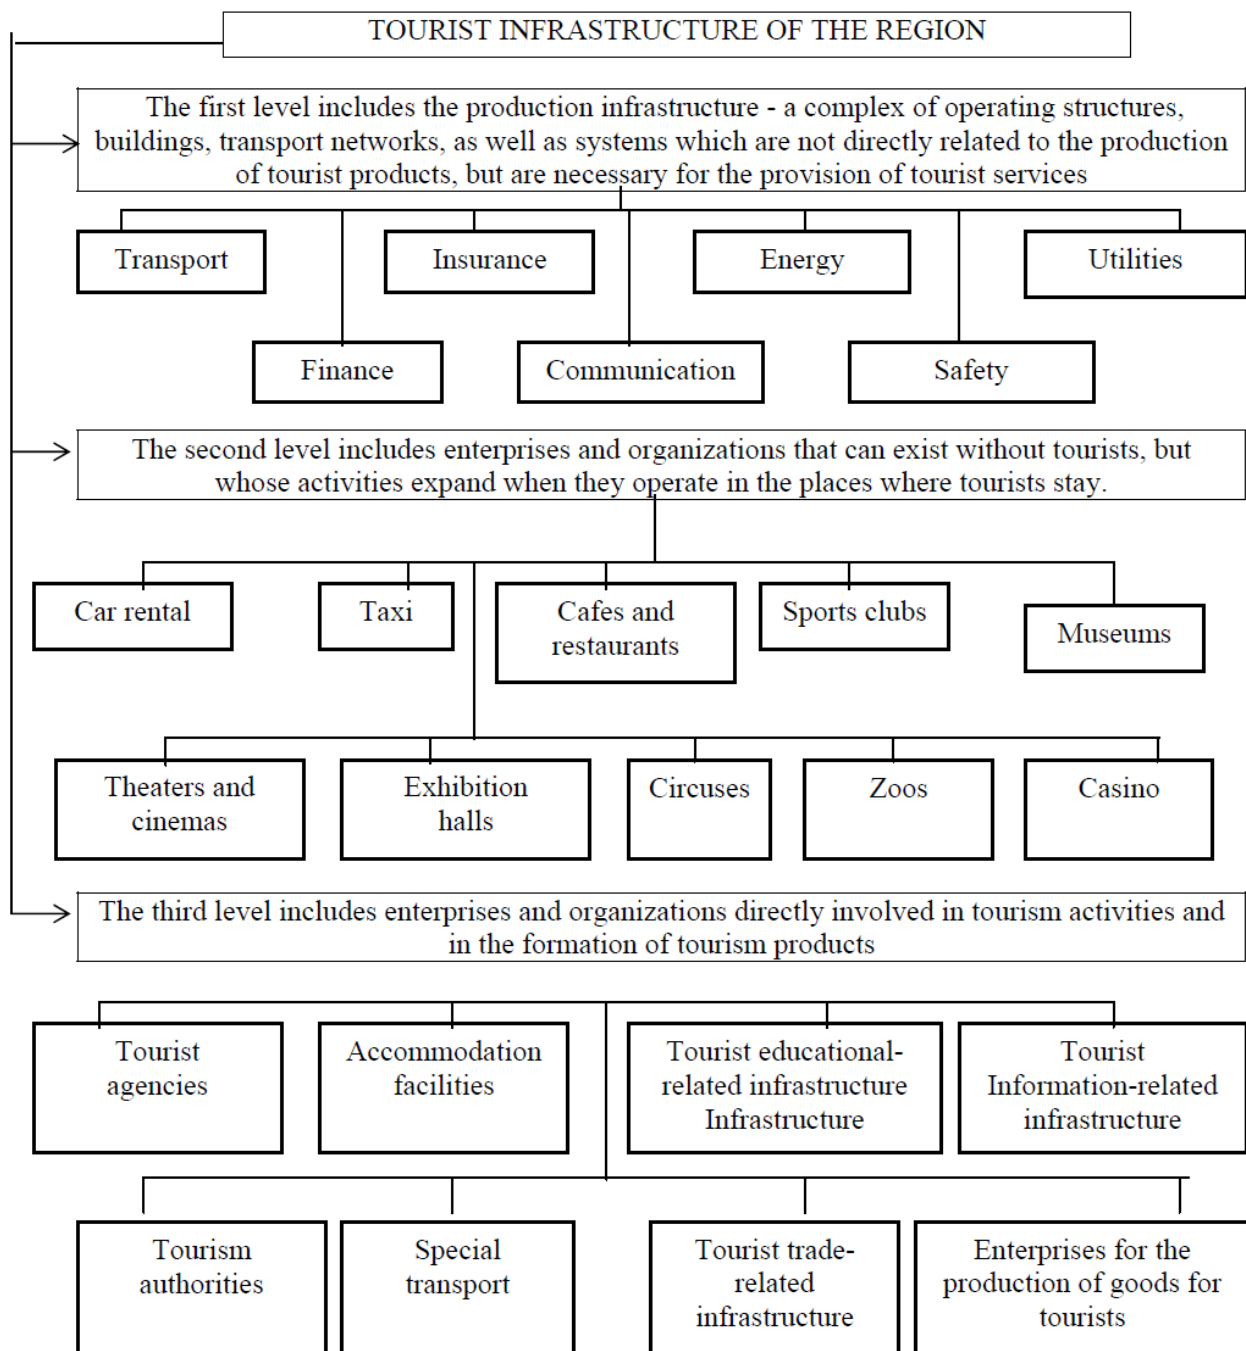 TOURIST INFRASTRUCTURE OF THE REGION
The first level includes the production infrastructure - a complex of operating structures,
buildings, transport networks, as well as systems which are not directly related to the production
of tourist products, but are necessary for the provision of tourist services
Transport
Insurance
Energy
Utilities
Finance
Communication
Safety
The second level includes enterprises and organizations that can exist without tourists, but
whose activities expand when they operate in the places where tourists stay.
Car rental
Taxi
Cafes and
restaurants
Sports clubs
Museums
Theaters and
cinemas
Exhibition
halls
Circuses
Zoos
Casino
The third level includes enterprises and organizations directly involved in tourism activities and
in the formation of tourism products
Tourist
agencies
Accommodation
facilities
Tourist educational-
related infrastructure
Infrastructure
Tourist
Information-related
infrastructure
Tourism
authorities
Special
transport
Tourist trade-
related
infrastructure
Enterprises for the
production of goods for
tourists